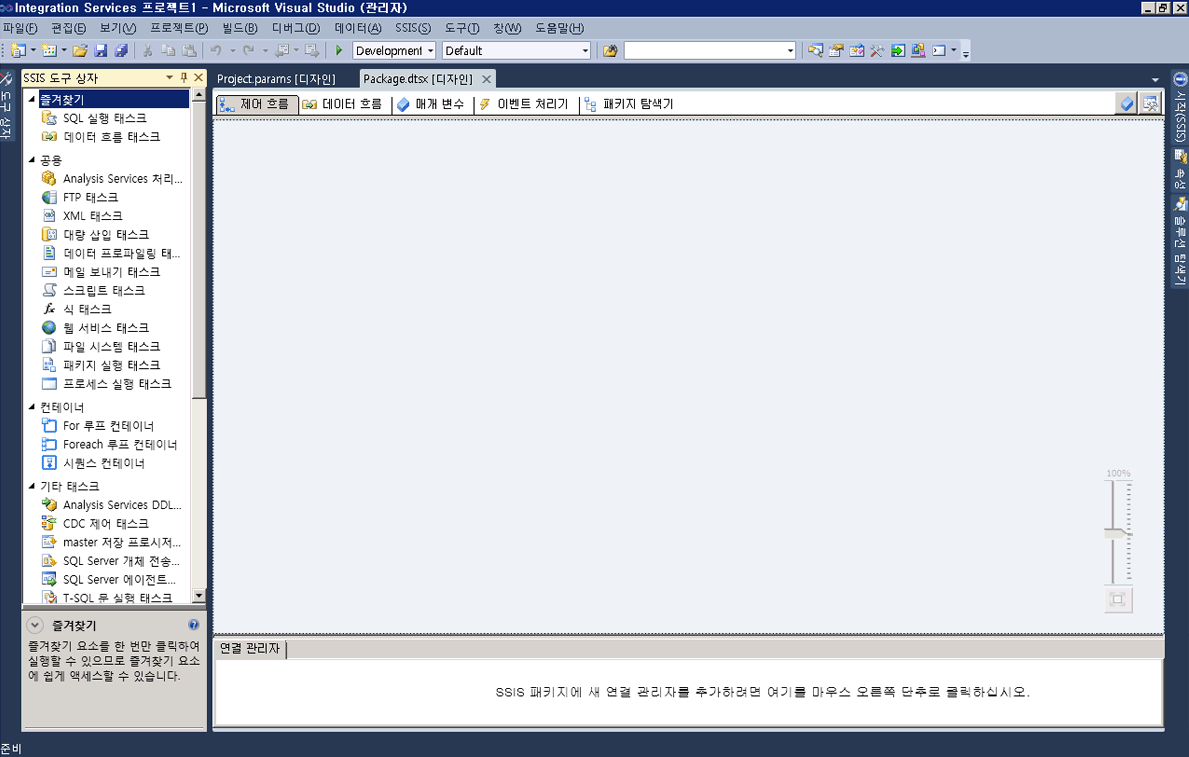 Integration Services 프로젝트1 - Microsoft Visual Studio (관리자)
파일(F) 편집(E) 보기(V) 프로젝트(P) 빌드(B) 디버그(D) 데이터(A) SSIS(S) 도구(T) 창(W) 도움말(H)
Development Default
SSIS 도구 상자
Project.params [디자인] Package.dtsx [디자인]
제어 흐름 데이터 흐름 매개 변수 이벤트 처리기 패키지 탐색기
즐겨찾기
SQL 실행 태스크
데이터 흐름 태스크
공용
Analysis Services 처리...
FTP 태스크
XML 태스크
대량 삽입 태스크
데이터 프로파일링 태...
메일 보내기 태스크
스크립트 태스크
식 태스크
웹 서비스 태스크
파일 시스템 태스크
패키지 실행 태스크
프로세스 실행 태스크
컨테이너
For 루프 컨테이너
Foreach 루프 컨테이너
시퀀스 컨테이너
기타 태스크
Analysis Services DDL...
CDC 제어 태스크
master 저장 프로시저...
SQL Server 개체 전송...
SQL Server 에이전트...
T-SQL 문 실행 태스크
즐겨찾기
즐겨찾기 요소를 한 번만 클릭하여
실행할 수 있으므로 즐겨찾기 요소
에 쉽게 액세스할 수 있습니다.
100%
연결 관리자
SSIS 패키지에 새 연결 관리자를 추가하려면 여기를 마우스 오른쪽 단추로 클릭하십시오.
시작(SSIS)
속성
솔루션 탐색기
준비